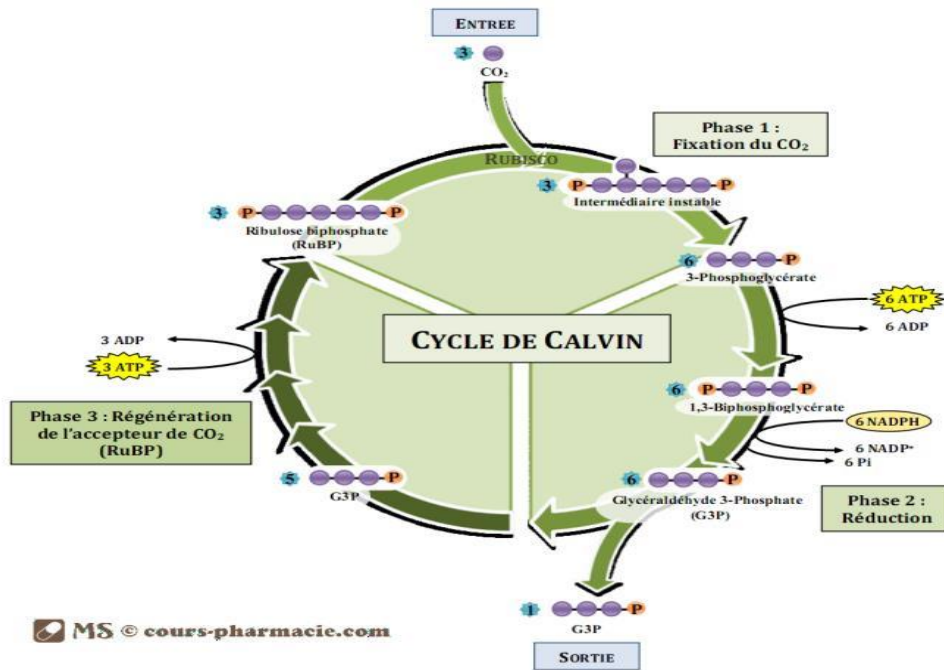 ENTREE
3
CO₂
Phase 1 :
Fixation du CO₂
RUBISCO
3 P P
Intermédiaire instable
3 P P
Ribulose biphosphate
(RuBP)
6 P
3-Phosphoglycérate
6 ATP
6 ADP
CYCLE DE CALVIN
3 ADP
3 ATP
6 P P
1,3-Biphosphoglycérate
6 NADPH
6 NADP⁺
6 Pi
Phase 3 : Régénération
de l'accepteur de CO₂
(RuBP)
5 P
G3P
6 P
Glycéraldéhyde 3-Phosphate
(G3P)
Phase 2 :
Réduction
1 P
G3P
SORTIE
MS © cours-pharmacie.com